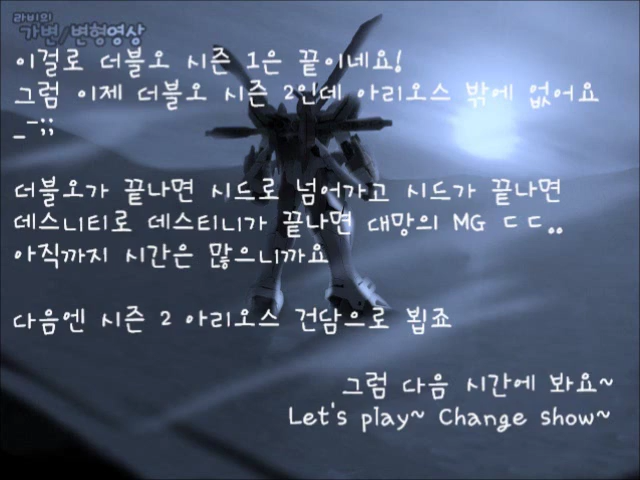 라비의
가변/변형영상
이걸로 더블오 시즌 1은 끝이네요!
그럼 이제 더블오 시즌 2인데 아리오스 밖에 없어요
_-;;
더블오가 끝나면 시드로 넘어가고 시드가 끝나면
데스니티로 데스티니가 끝나면 대망의 MG ㄷㄷ..
아직까지 시간은 많으니까요
다음엔 시즌 2 아리오스 건담으로 뵙죠
그럼 다음 시간에 봐요~
Let's play~ Change show~